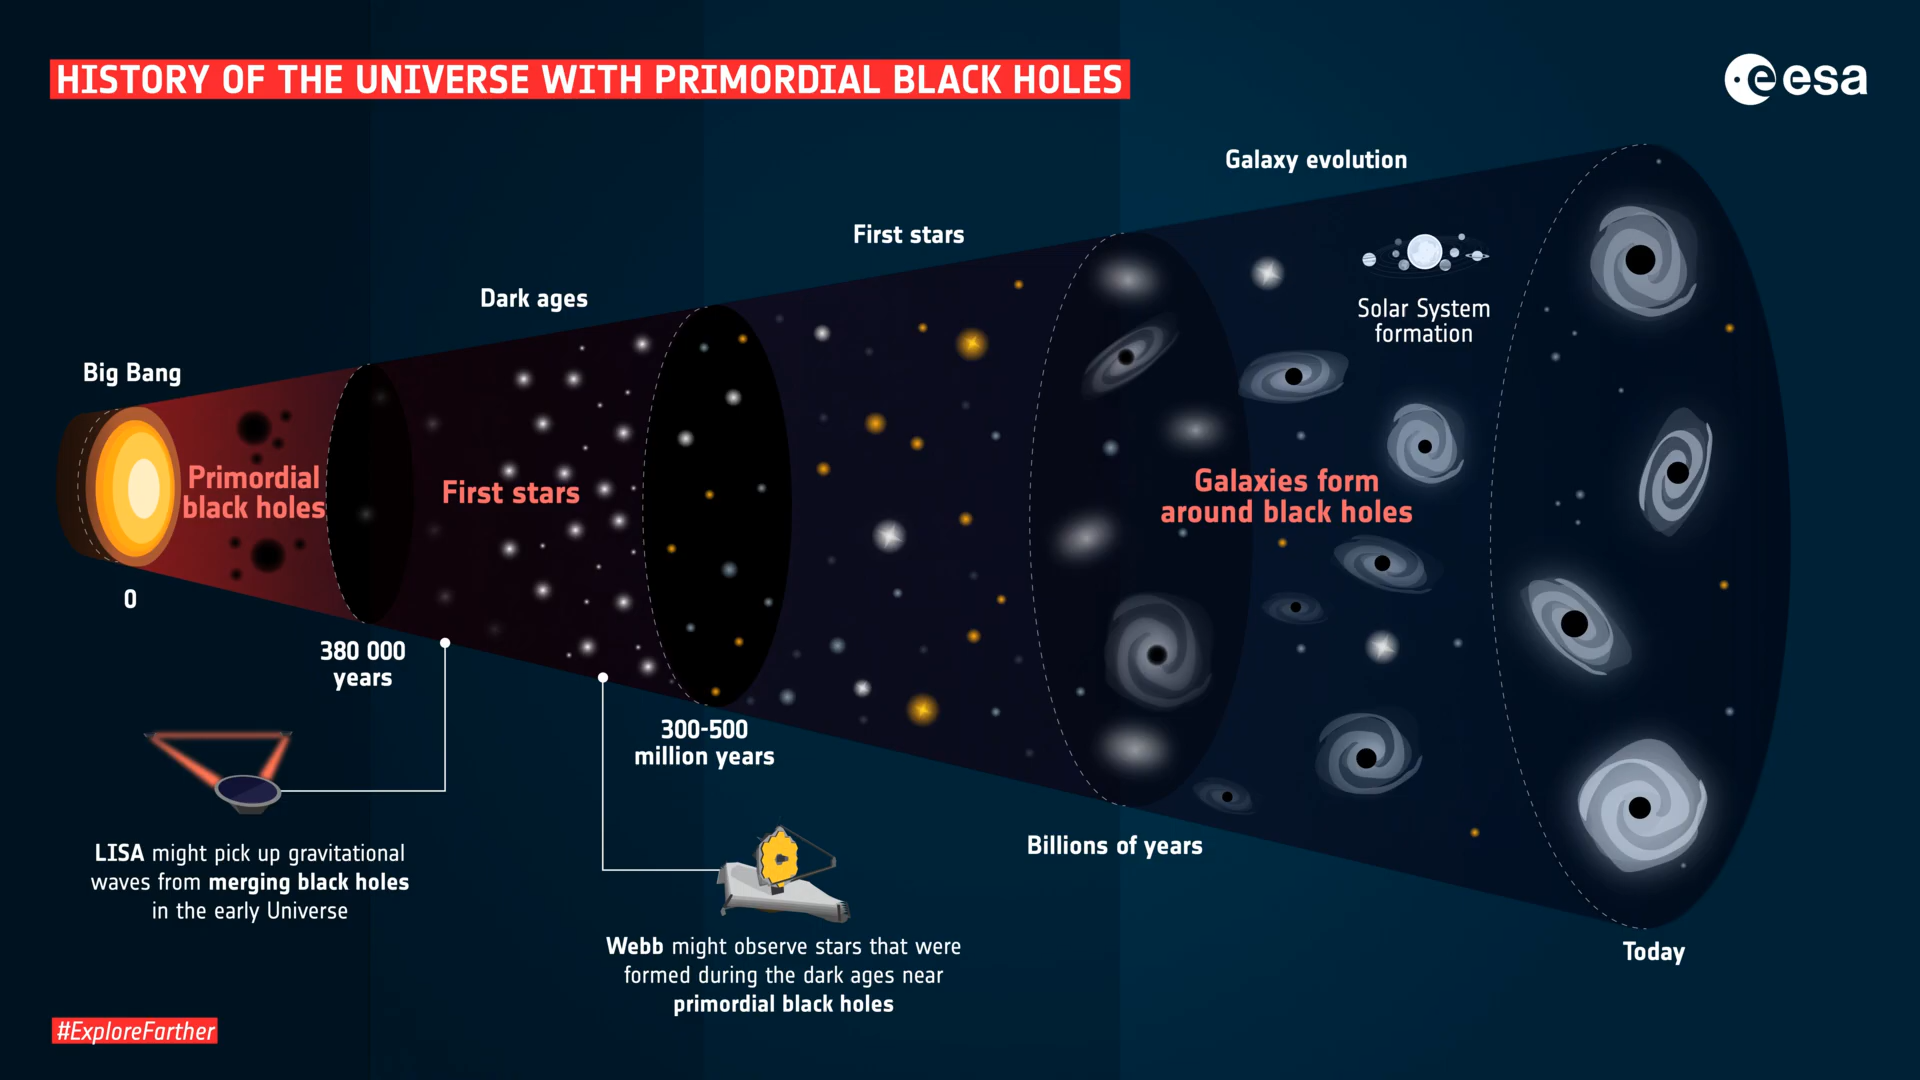 HISTORY OF THE UNIVERSE WITH PRIMORDIAL BLACK HOLES
esa
Big Bang
Dark ages
First stars
Galaxy evolution
Solar System
formation
Primordial
black holes
First stars
Galaxies form
around black holes
0
380 000
years
300-500
million years
Billions of years
Today
LISA might pick up gravitational
waves from merging black holes
in the early Universe
Webb might observe stars that were
formed during the dark ages near
primordial black holes
#ExploreFarther